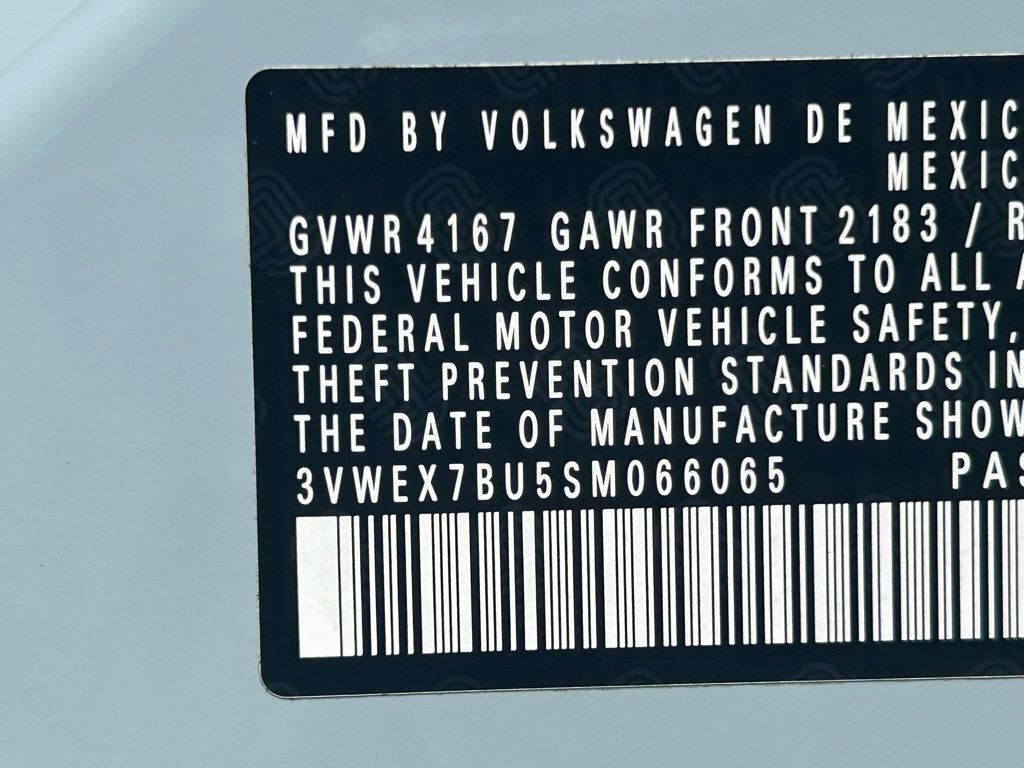 MFD BY VOLKSWAGEN DE MEXIC
MEXIC
GVWR 4167 GAWR FRONT 2183 / R
THIS VEHICLE CONFORMS TO ALL A
FEDERAL MOTOR VEHICLE SAFETY,
THEFT PREVENTION STANDARDS IN
THE DATE OF MANUFACTURE SHOW
3VWEX7BU5SM066065 PAS